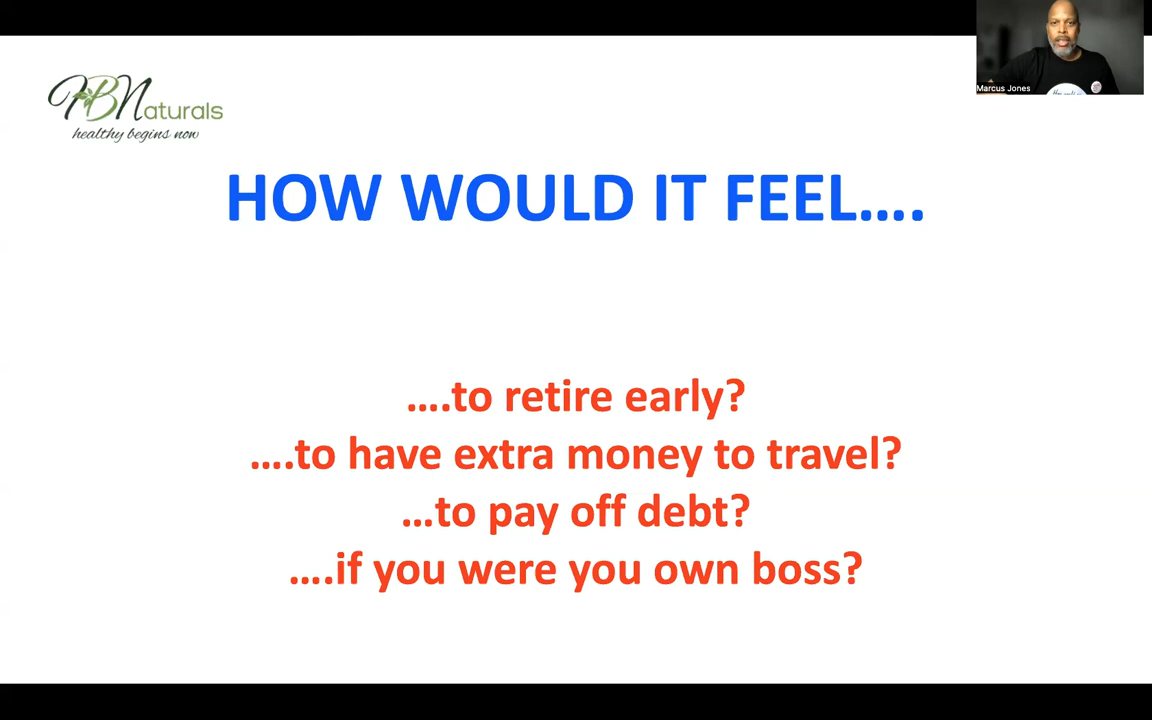 HBNaturals
healthy begins now
Marcus Jones
HOW WOULD IT FEEL....
....to retire early?
....to have extra money to travel?
...to pay off debt?
....if you were you own boss?